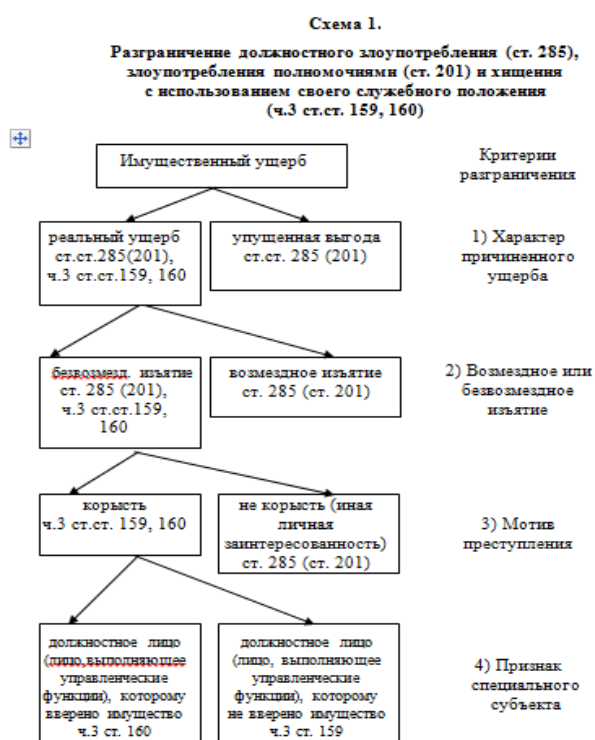 Схема 1.
Разграничение должностного злоупотребления (ст. 285),
злоупотребления полномочиями (ст. 201) и хищения
с использованием своего служебного положения
(ч.3 ст.ст. 159, 160)
Имущественный ущерб
Критерии
разграничения
реальный ущерб
ст.ст.285(201),
ч.3 ст.ст.159, 160
упущенная выгода
ст.ст. 285 (201)
1) Характер
причиненного
ущерба
безвозмезд. изъятие
ст. 285 (201),
ч.3 ст.ст.159,
160
возмездное изъятие
ст. 285 (ст. 201)
2) Возмездное или
безвозмездное
изъятие
корысть
ч.3 ст.ст. 159, 160
не корысть (иная
личная
заинтересованность)
ст. 285 (ст. 201)
3) Мотив
преступления
должностное лицо
(лицо,выполняющее
управленческие
функции), которому
вверено имущество
ч.3 ст. 160
должностное лицо
(лицо, выполняющее
управленческие
функции), которому
не вверено имущество
ч.3 ст. 159
4) Признак
специального
субъекта